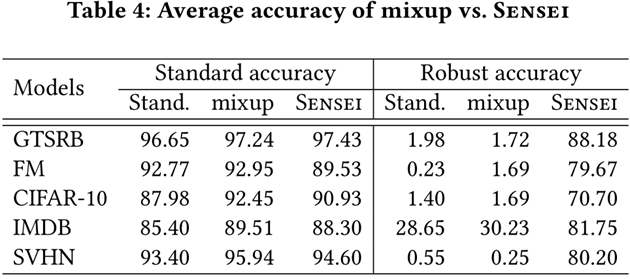 Table 4: Average accuracy of mixup vs. SENSEI
Models Standard accuracy Robust accuracy
Stand. mixup SENSEI Stand. mixup SENSEI
GTSRB 96.65 97.24 97.43 1.98 1.72 88.18
FM 92.77 92.95 89.53 0.23 1.69 79.67
CIFAR-10 87.98 92.45 90.93 1.40 1.69 70.70
IMDB 85.40 89.51 88.30 28.65 30.23 81.75
SVHN 93.40 95.94 94.60 0.55 0.25 80.20